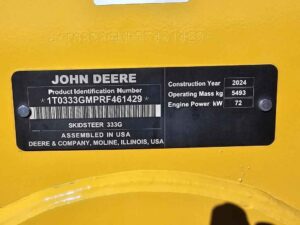 JOHN DEERE
Product Identification Number
*1T0333GMPRF461429*
SKIDSTEER 333G
ASSEMBLED IN USA
DEERE & COMPANY, MOLINE, ILLINOIS, USA
Construction Year 2024
Operating Mass kg 5493
Engine Power kW 72